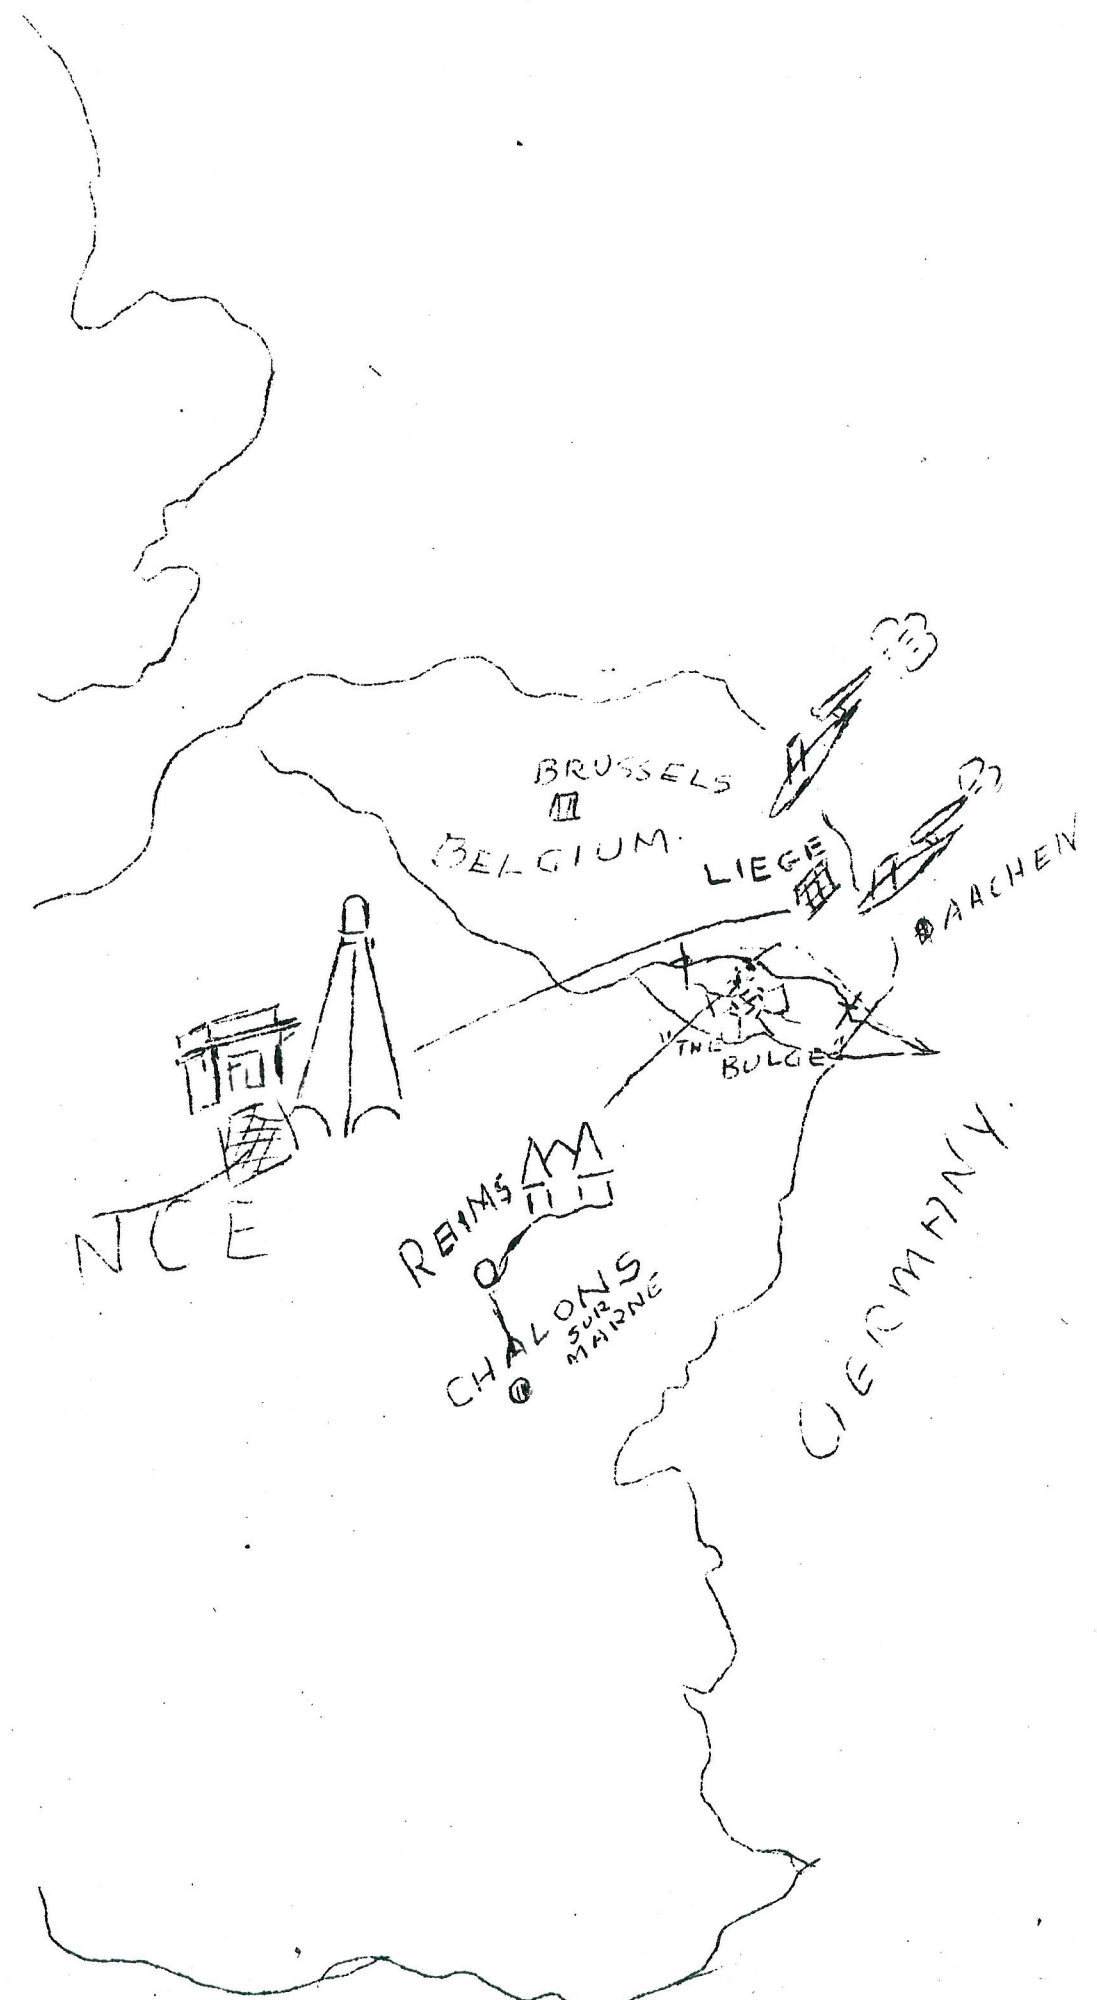 BRUSSELS
BELGIUM.
LIEGE
AACHEN
"THE
BULGE"
REIMS
NCE
CHALONS
SUR
MARNE
GERMANY.